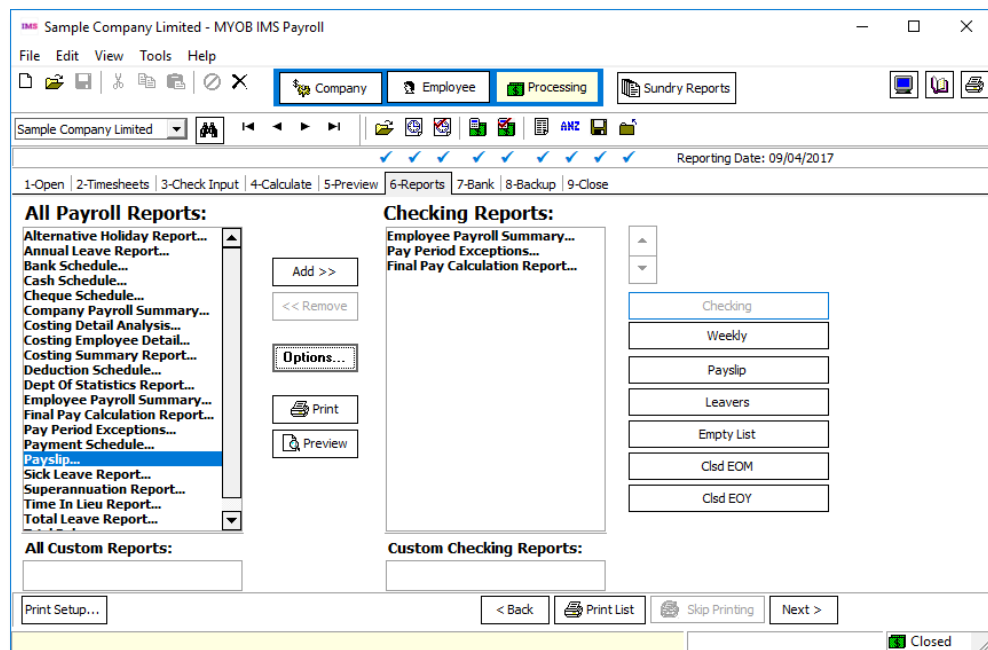 IMS Sample Company Limited - MYOB IMS Payroll
File Edit View Tools Help
Company Employee Processing Sundry Reports
Sample Company Limited ANZ
Reporting Date: 09/04/2017
1-Open 2-Timesheets 3-Check Input 4-Calculate 5-Preview 6-Reports 7-Bank 8-Backup 9-Close
All Payroll Reports:
Alternative Holiday Report...
Annual Leave Report...
Bank Schedule...
Cash Schedule...
Cheque Schedule...
Company Payroll Summary...
Costing Detail Analysis...
Costing Employee Detail...
Costing Summary Report...
Deduction Schedule...
Dept Of Statistics Report...
Employee Payroll Summary...
Final Pay Calculation Report...
Pay Period Exceptions...
Payment Schedule...
Payslip...
Sick Leave Report...
Superannuation Report...
Time In Lieu Report...
Total Leave Report...
All Custom Reports:
Add >>
<< Remove
Options...
Print
Preview
Checking Reports:
Employee Payroll Summary...
Pay Period Exceptions...
Final Pay Calculation Report...
Custom Checking Reports:
Checking
Weekly
Payslip
Leavers
Empty List
Clsd EOM
Clsd EOY
Print Setup... < Back Print List Skip Printing Next >
Closed